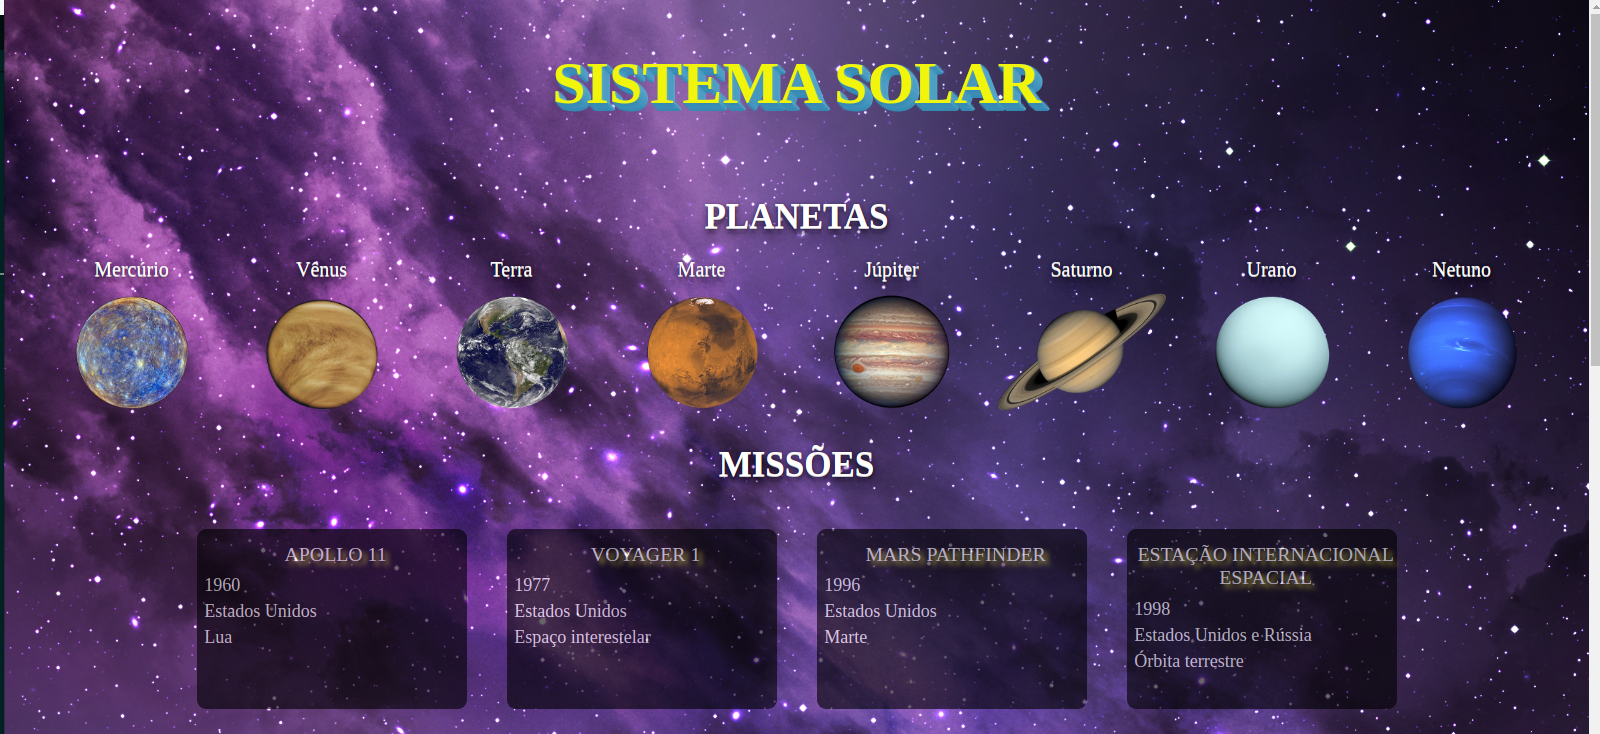 SISTEMA SOLAR
PLANETAS
Mercúrio Vênus Terra Marte Júpiter Saturno Urano Netuno
MISSÕES
APOLLO 11
1960
Estados Unidos
Lua
VOYAGER 1
1977
Estados Unidos
Espaço interestelar
MARS PATHFINDER
1996
Estados Unidos
Marte
ESTAÇÃO INTERNACIONAL
ESPACIAL
1998
Estados Unidos e Rússia
Órbita terrestre